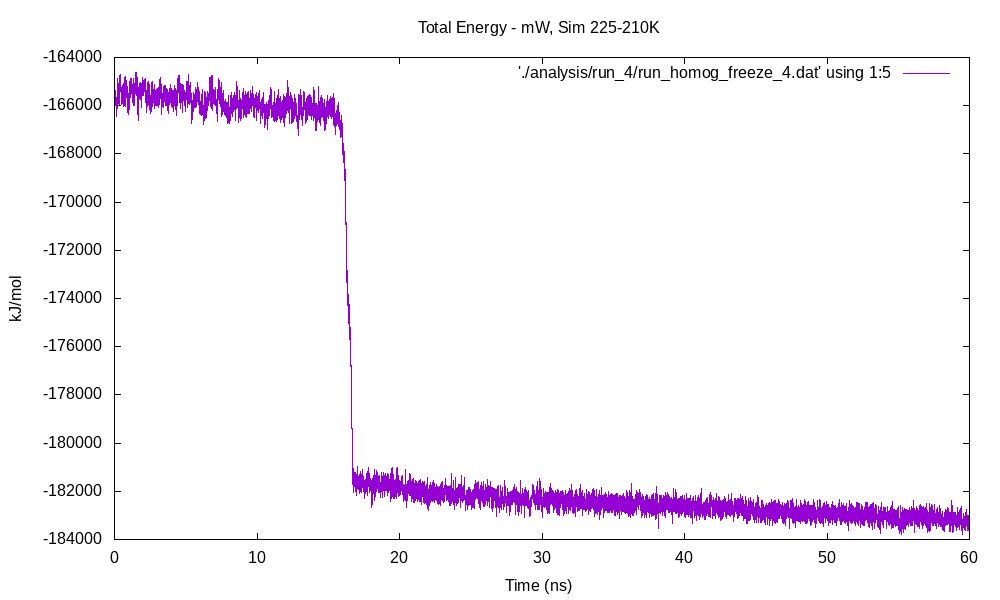 Total Energy - mW, Sim 225-210K
'./analysis/run_4/run_homog_freeze_4.dat' using 1:5
-164000
-166000
-168000
-170000
-172000
-174000
-176000
-178000
-180000
-182000
-184000
kJ/mol
0 10 20 30 40 50 60
Time (ns)